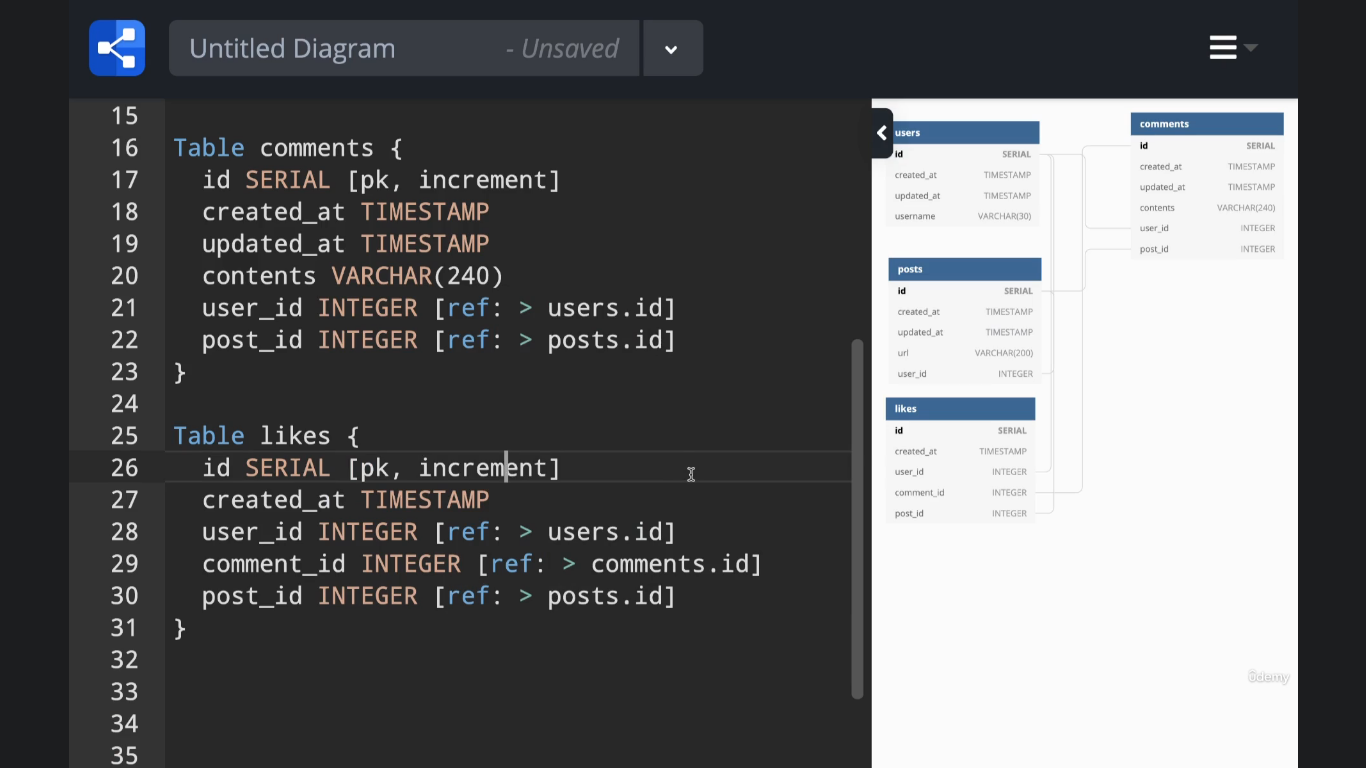 Untitled Diagram - Unsaved
15
16 Table comments {
17 id SERIAL [pk, increment]
18 created_at TIMESTAMP
19 updated_at TIMESTAMP
20 contents VARCHAR(240)
21 user_id INTEGER [ref: > users.id]
22 post_id INTEGER [ref: > posts.id]
23 }
24
25 Table likes {
26 id SERIAL [pk, increment]
27 created_at TIMESTAMP
28 user_id INTEGER [ref: > users.id]
29 comment_id INTEGER [ref: > comments.id]
30 post_id INTEGER [ref: > posts.id]
31 }
32
33
34
35
users
id SERIAL
created_at TIMESTAMP
updated_at TIMESTAMP
username VARCHAR(30)
posts
id SERIAL
created_at TIMESTAMP
updated_at TIMESTAMP
url VARCHAR(200)
user_id INTEGER
likes
id SERIAL
created_at TIMESTAMP
user_id INTEGER
comment_id INTEGER
post_id INTEGER
comments
id SERIAL
created_at TIMESTAMP
updated_at TIMESTAMP
contents VARCHAR(240)
user_id INTEGER
post_id INTEGER
ûdemy